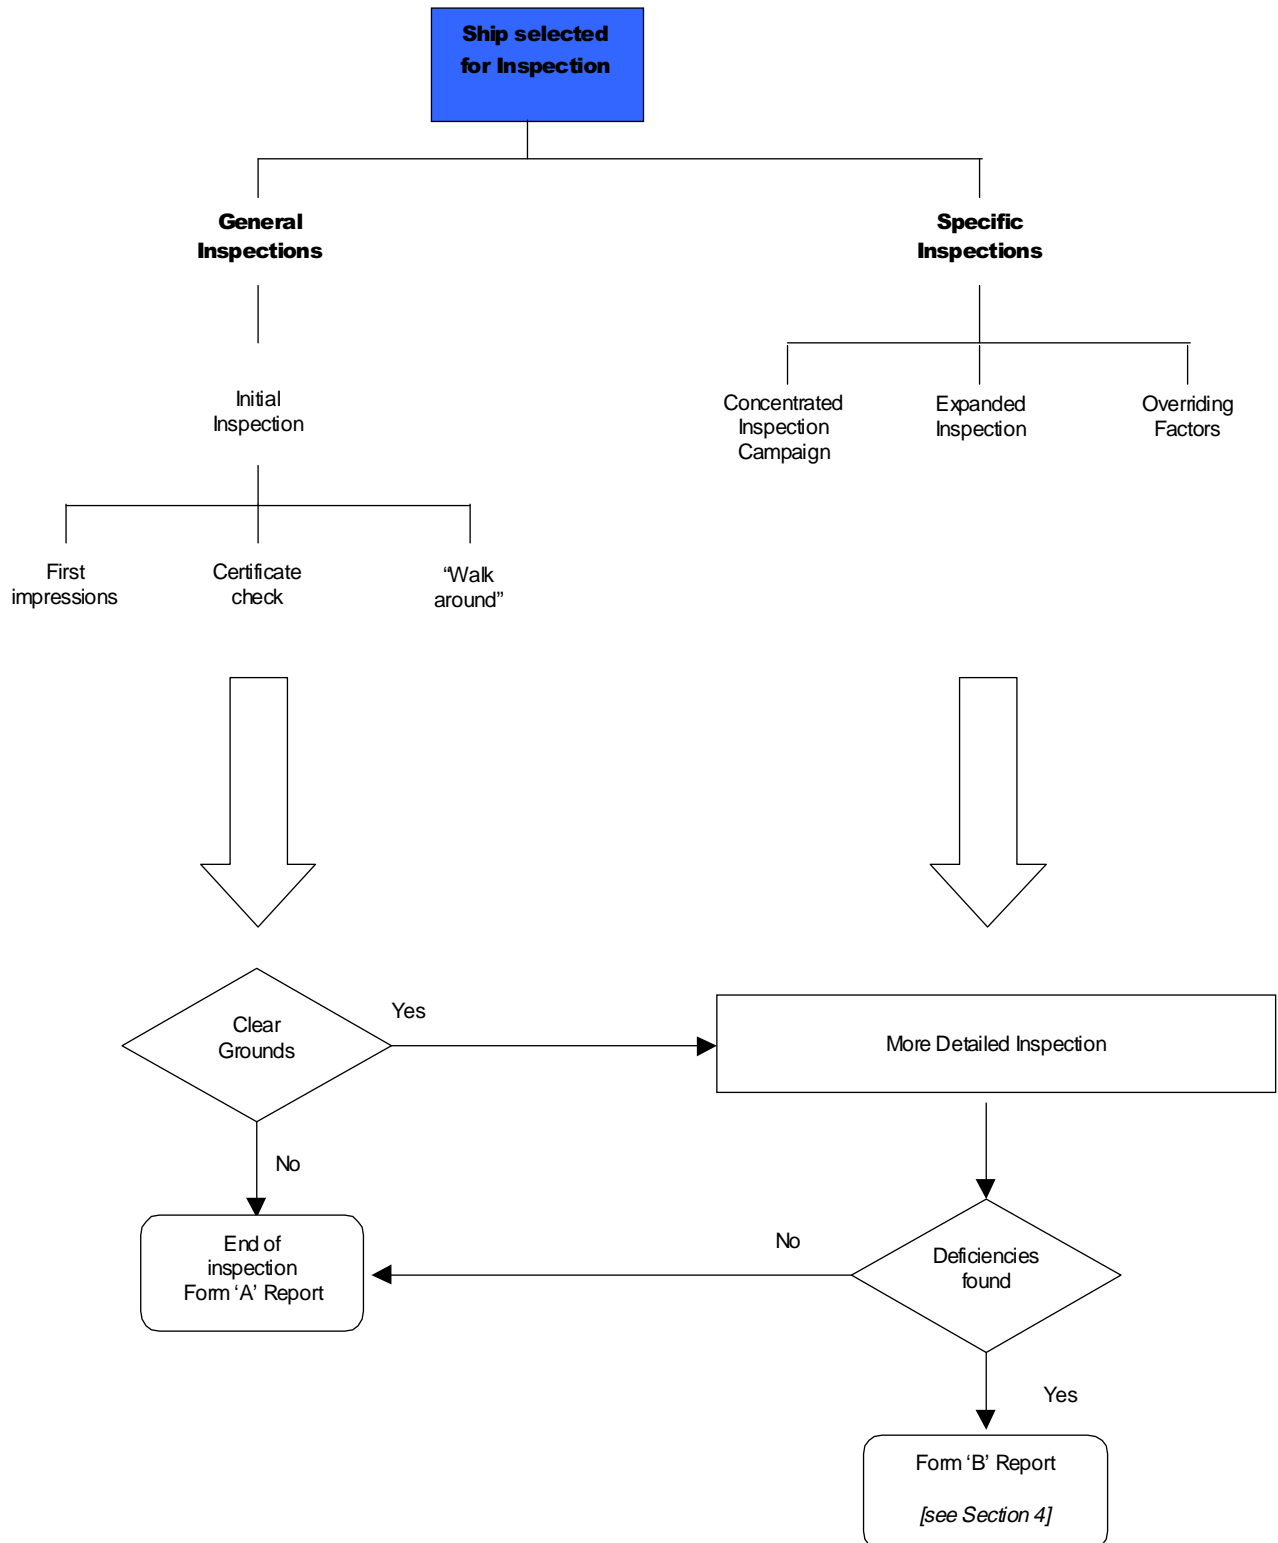 Ship selected
for Inspection
General
Inspections
Specific
Inspections
Initial
Inspection
Concentrated
Inspection
Campaign
Expanded
Inspection
Overriding
Factors
First
impressions
Certificate
check
“Walk
around”
Clear
Grounds
Yes
More Detailed Inspection
No
End of
inspection
Form ‘A’ Report
No
Deficiencies
found
Yes
Form ‘B’ Report
[see Section 4]